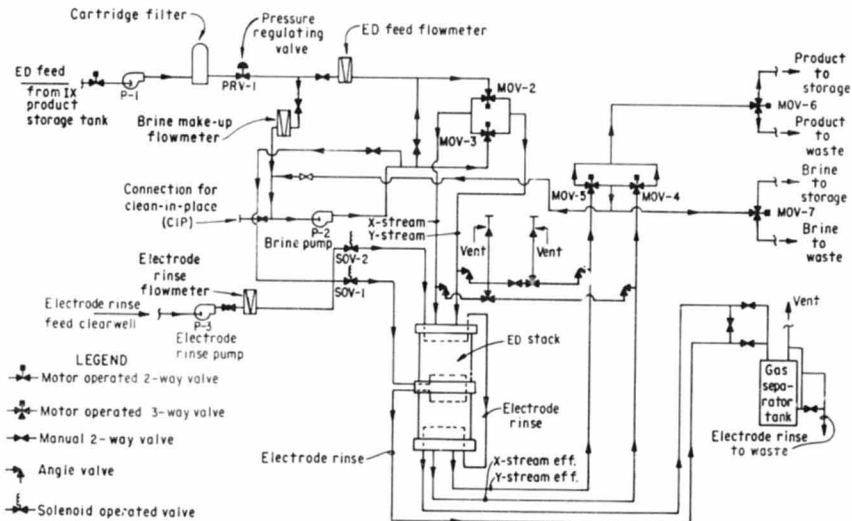 Cartridge filter
Pressure
regulating
valve
ED feed flowmeter
ED feed
from IX
product
storage tank
P-1
PRV-1
MOV-2
MOV-3
Brine make-up
flowmeter
Product
to
storage
MOV-6
Product
to
waste
MOV-5
MOV-4
Brine
to
storage
MOV-7
Brine
to
waste
Connection for
clean-in-place
(CIP)
P-2
Brine pump
X-stream
Y-stream
Vent
Vent
SOV-2
SOV-1
Electrode
rinse
flowmeter
Electrode rinse
feed clearwell
P-3
Electrode
rinse pump
ED stack
Electrode
rinse
Vent
Gas
sepa-
rator
tank
Electrode rinse
to waste
Electrode rinse
X-stream eff.
Y-stream eff.
LEGEND
Motor operated 2-way valve
Motor operated 3-way valve
Manual 2-way valve
Angle valve
Solenoid operated valve